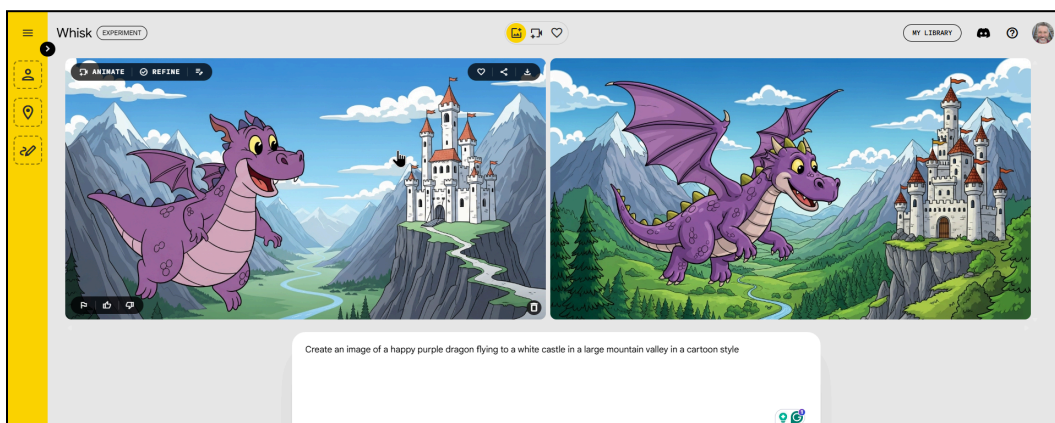 Whisk EXPERIMENT
MY LIBRARY
ANIMATE REFINE
Create an image of a happy purple dragon flying to a white castle in a large mountain valley in a cartoon style